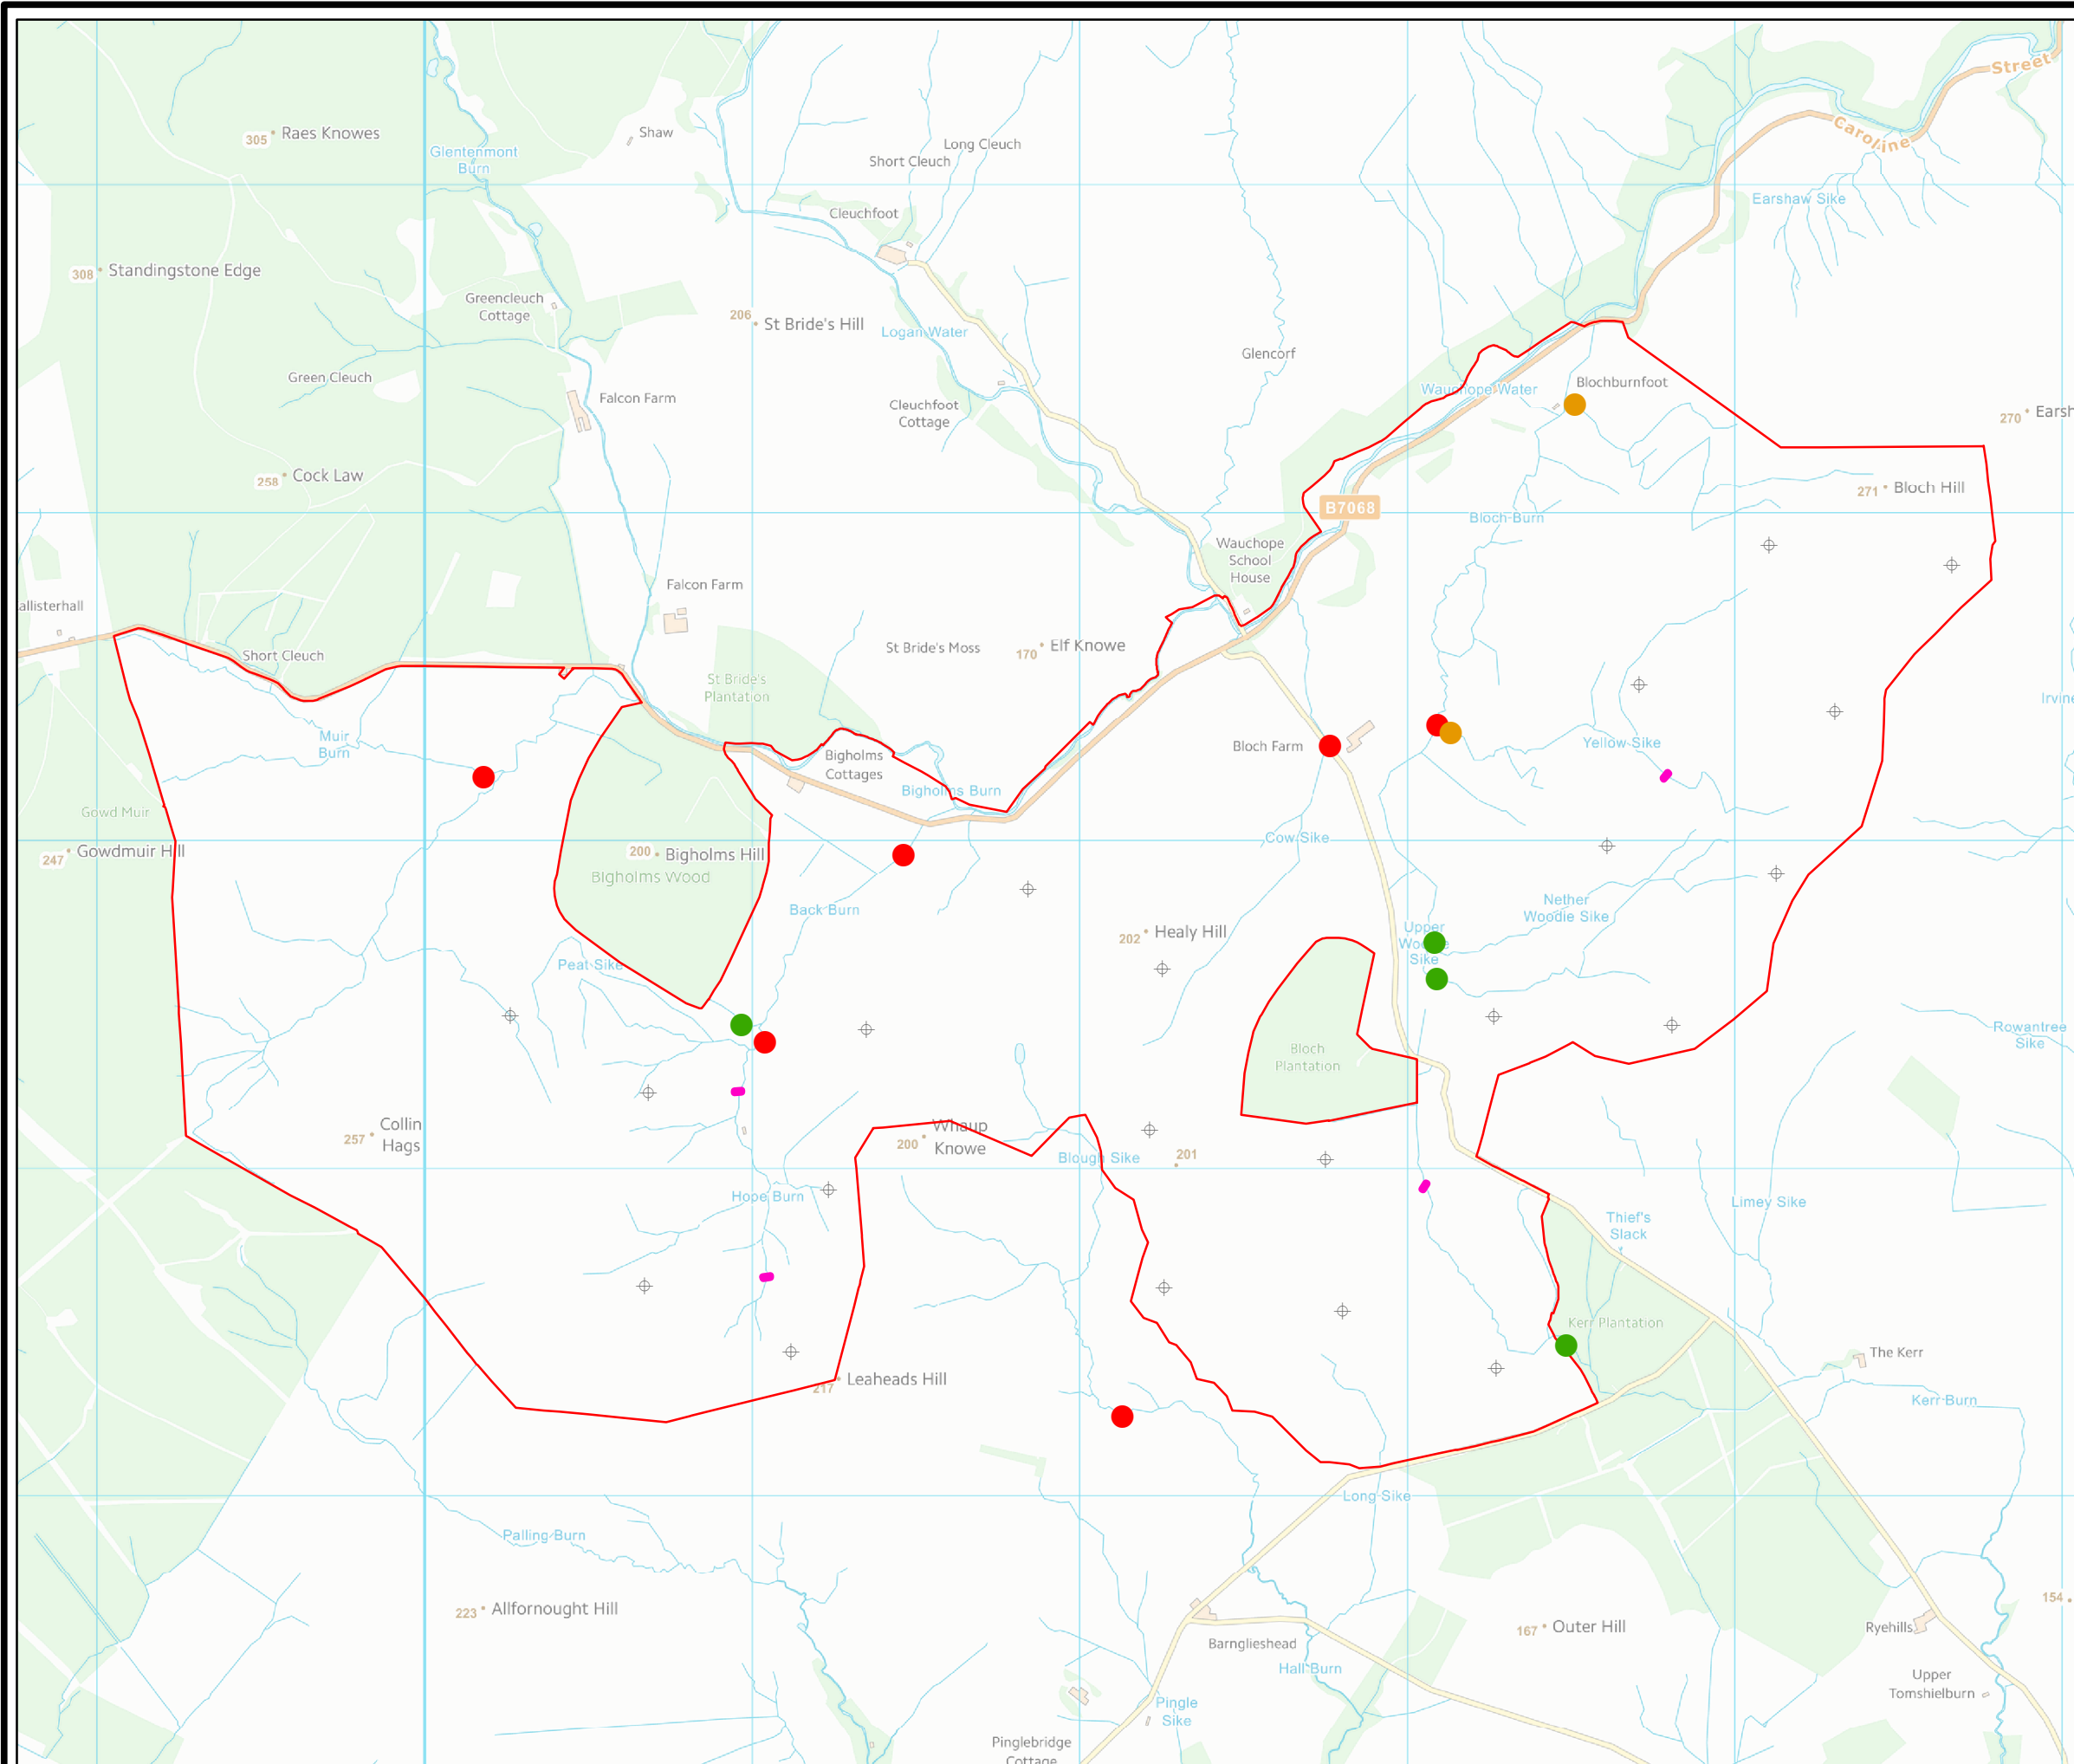 Street
Caroline
305 Raes Knowes
Glentenmont
Burn
Shaw
Long Cleuch
Short Cleuch
Cleuchfoot
Earshaw Sike
308 Standingstone Edge
Greencleuch
Cottage
206 St Bride's Hill
Logan Water
Glencorf
Green Cleuch
Falcon Farm
Cleuchfoot
Cottage
Wauchope Water
Blochburnfoot
270 Earsh
258 Cock Law
271 Bloch Hill
B7068
Bloch Burn
Wauchope
School
House
Falcon Farm
allisterhall
Short Cleuch
St Bride's Moss
170 Elf Knowe
St Bride's
Plantation
Irvine
Muir
Burn
Bigholms
Cottages
Bloch Farm
Yellow Sike
Bigholms Burn
Gowd Muir
Cow Sike
247 Gowdmuir Hill
200 Bigholms Hill
Bigholms Wood
Back Burn
Nether
Woodie Sike
202 Healy Hill
Upper
Woodie
Sike
Peat Sike
Rowantree
Sike
Bloch
Plantation
257 Collin
Hags
200 Whaup
Knowe
Blough Sike
201
Hope Burn
Limey Sike
Thief's
Slack
Kerr Plantation
The Kerr
217 Leaheads Hill
Kerr Burn
Long Sike
Palling Burn
223 Allfornought Hill
154
167 Outer Hill
Ryehills
Barnglieshead
Hall Burn
Upper
Tomshielburn
Pingle
Sike
Pinglebridge
Cottage